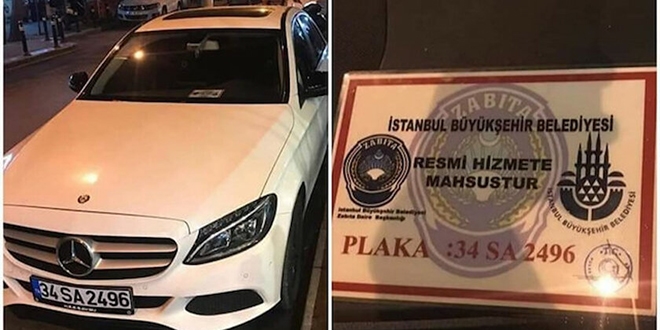 34 SA 2496
ZABITA
İSTANBUL BÜYÜKŞEHİR BELEDİYESİ
ZABITA
RESMİ HİZMETE
MAHSUSTUR
İstanbul Büyükşehir Belediyesi
Zabıta Daire Başkanlığı
İSTANBUL
BÜYÜKŞEHİR BELEDİYESİ
PLAKA :34 SA 2496